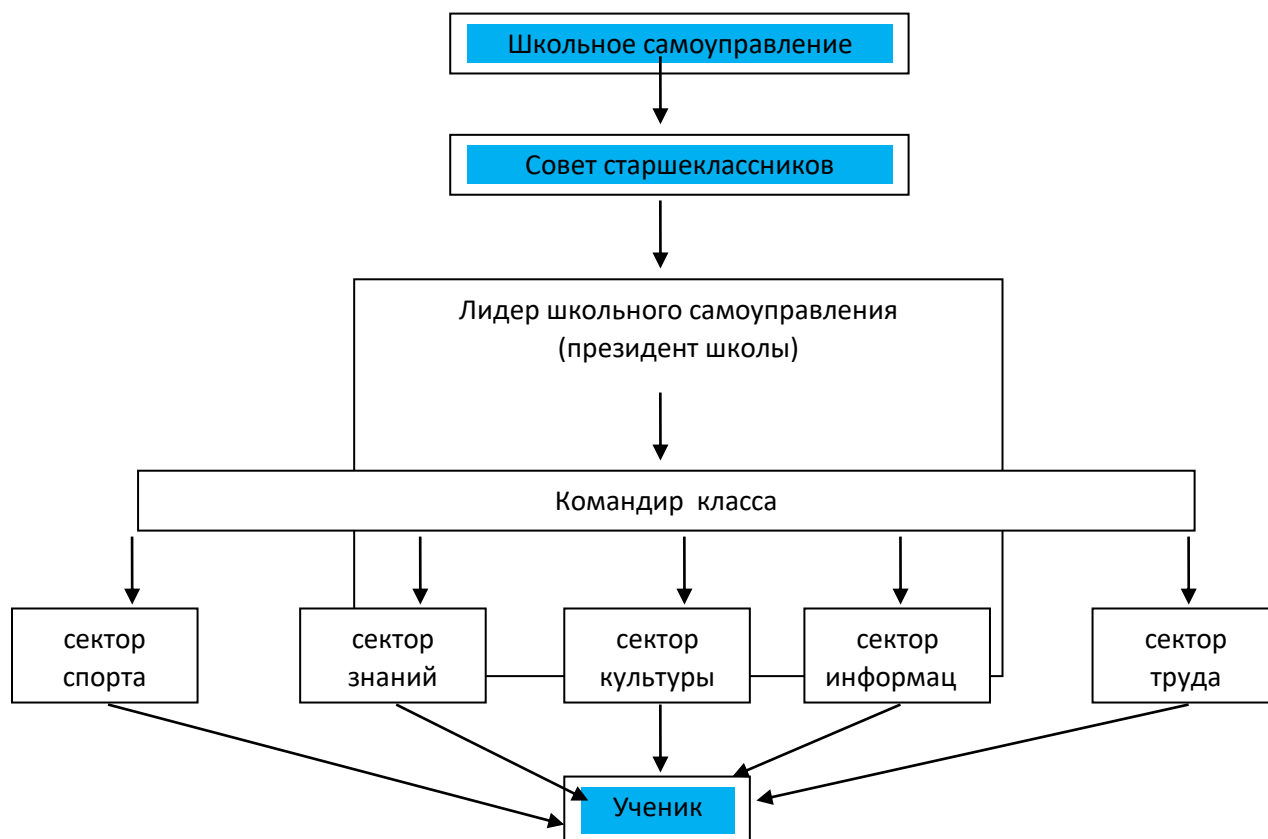 Школьное самоуправление
Совет старшеклассников
Лидер школьного самоуправления
(президент школы)
Командир класса
сектор
спорта
сектор
знаний
сектор
культуры
сектор
информац
сектор
труда
Ученик